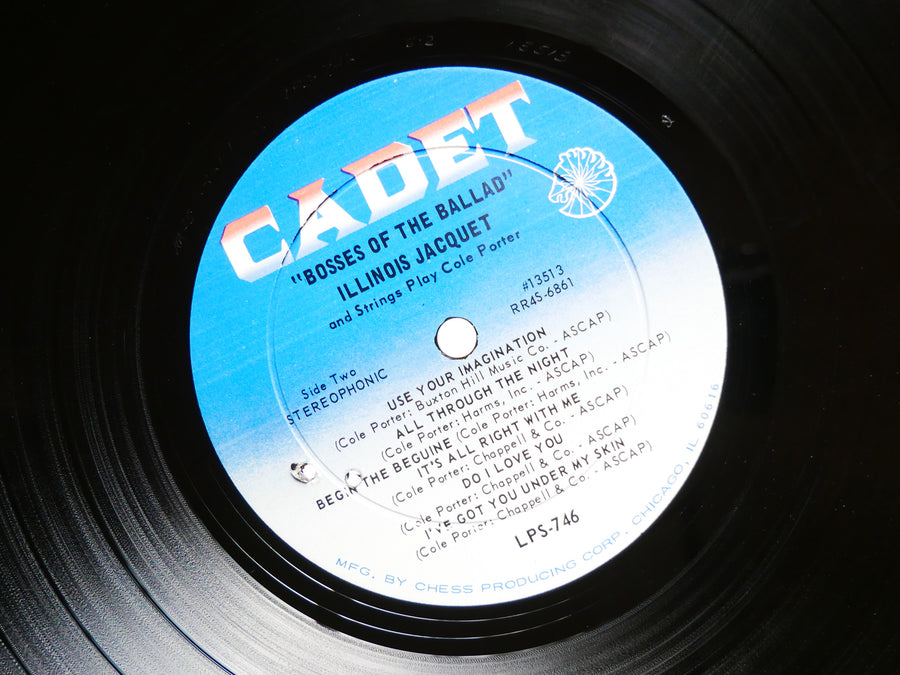 CADET
"BOSSES OF THE BALLAD"
ILLINOIS JACQUET
and Strings Play Cole Porter
#13513
RR4S-6861
Side Two
STEREOPHONIC
USE YOUR IMAGINATION
(Cole Porter: Buxton Hill Music Co. - ASCAP)
ALL THROUGH THE NIGHT
(Cole Porter: Harms, Inc. - ASCAP)
BEGIN THE BEGUINE (Cole Porter: Harms, Inc. - ASCAP)
IT'S ALL RIGHT WITH ME
(Cole Porter: Chappell & Co. - ASCAP)
DO I LOVE YOU
(Cole Porter: Chappell & Co. - ASCAP)
I'VE GOT YOU UNDER MY SKIN
(Cole Porter: Chappell & Co. - ASCAP)
LPS-746
MFG. BY CHESS PRODUCING CORP. CHICAGO, IL 60616